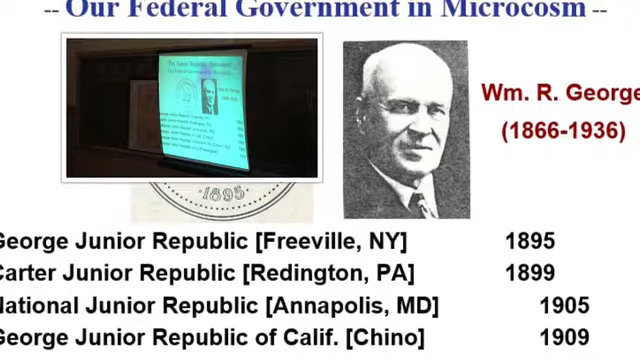 -- Our Federal Government in Microcosm --
Wm. R. George
(1866-1936)
·1895·
George Junior Republic [Freeville, NY] 1895
Carter Junior Republic [Redington, PA] 1899
National Junior Republic [Annapolis, MD] 1905
George Junior Republic of Calif. [Chino] 1909